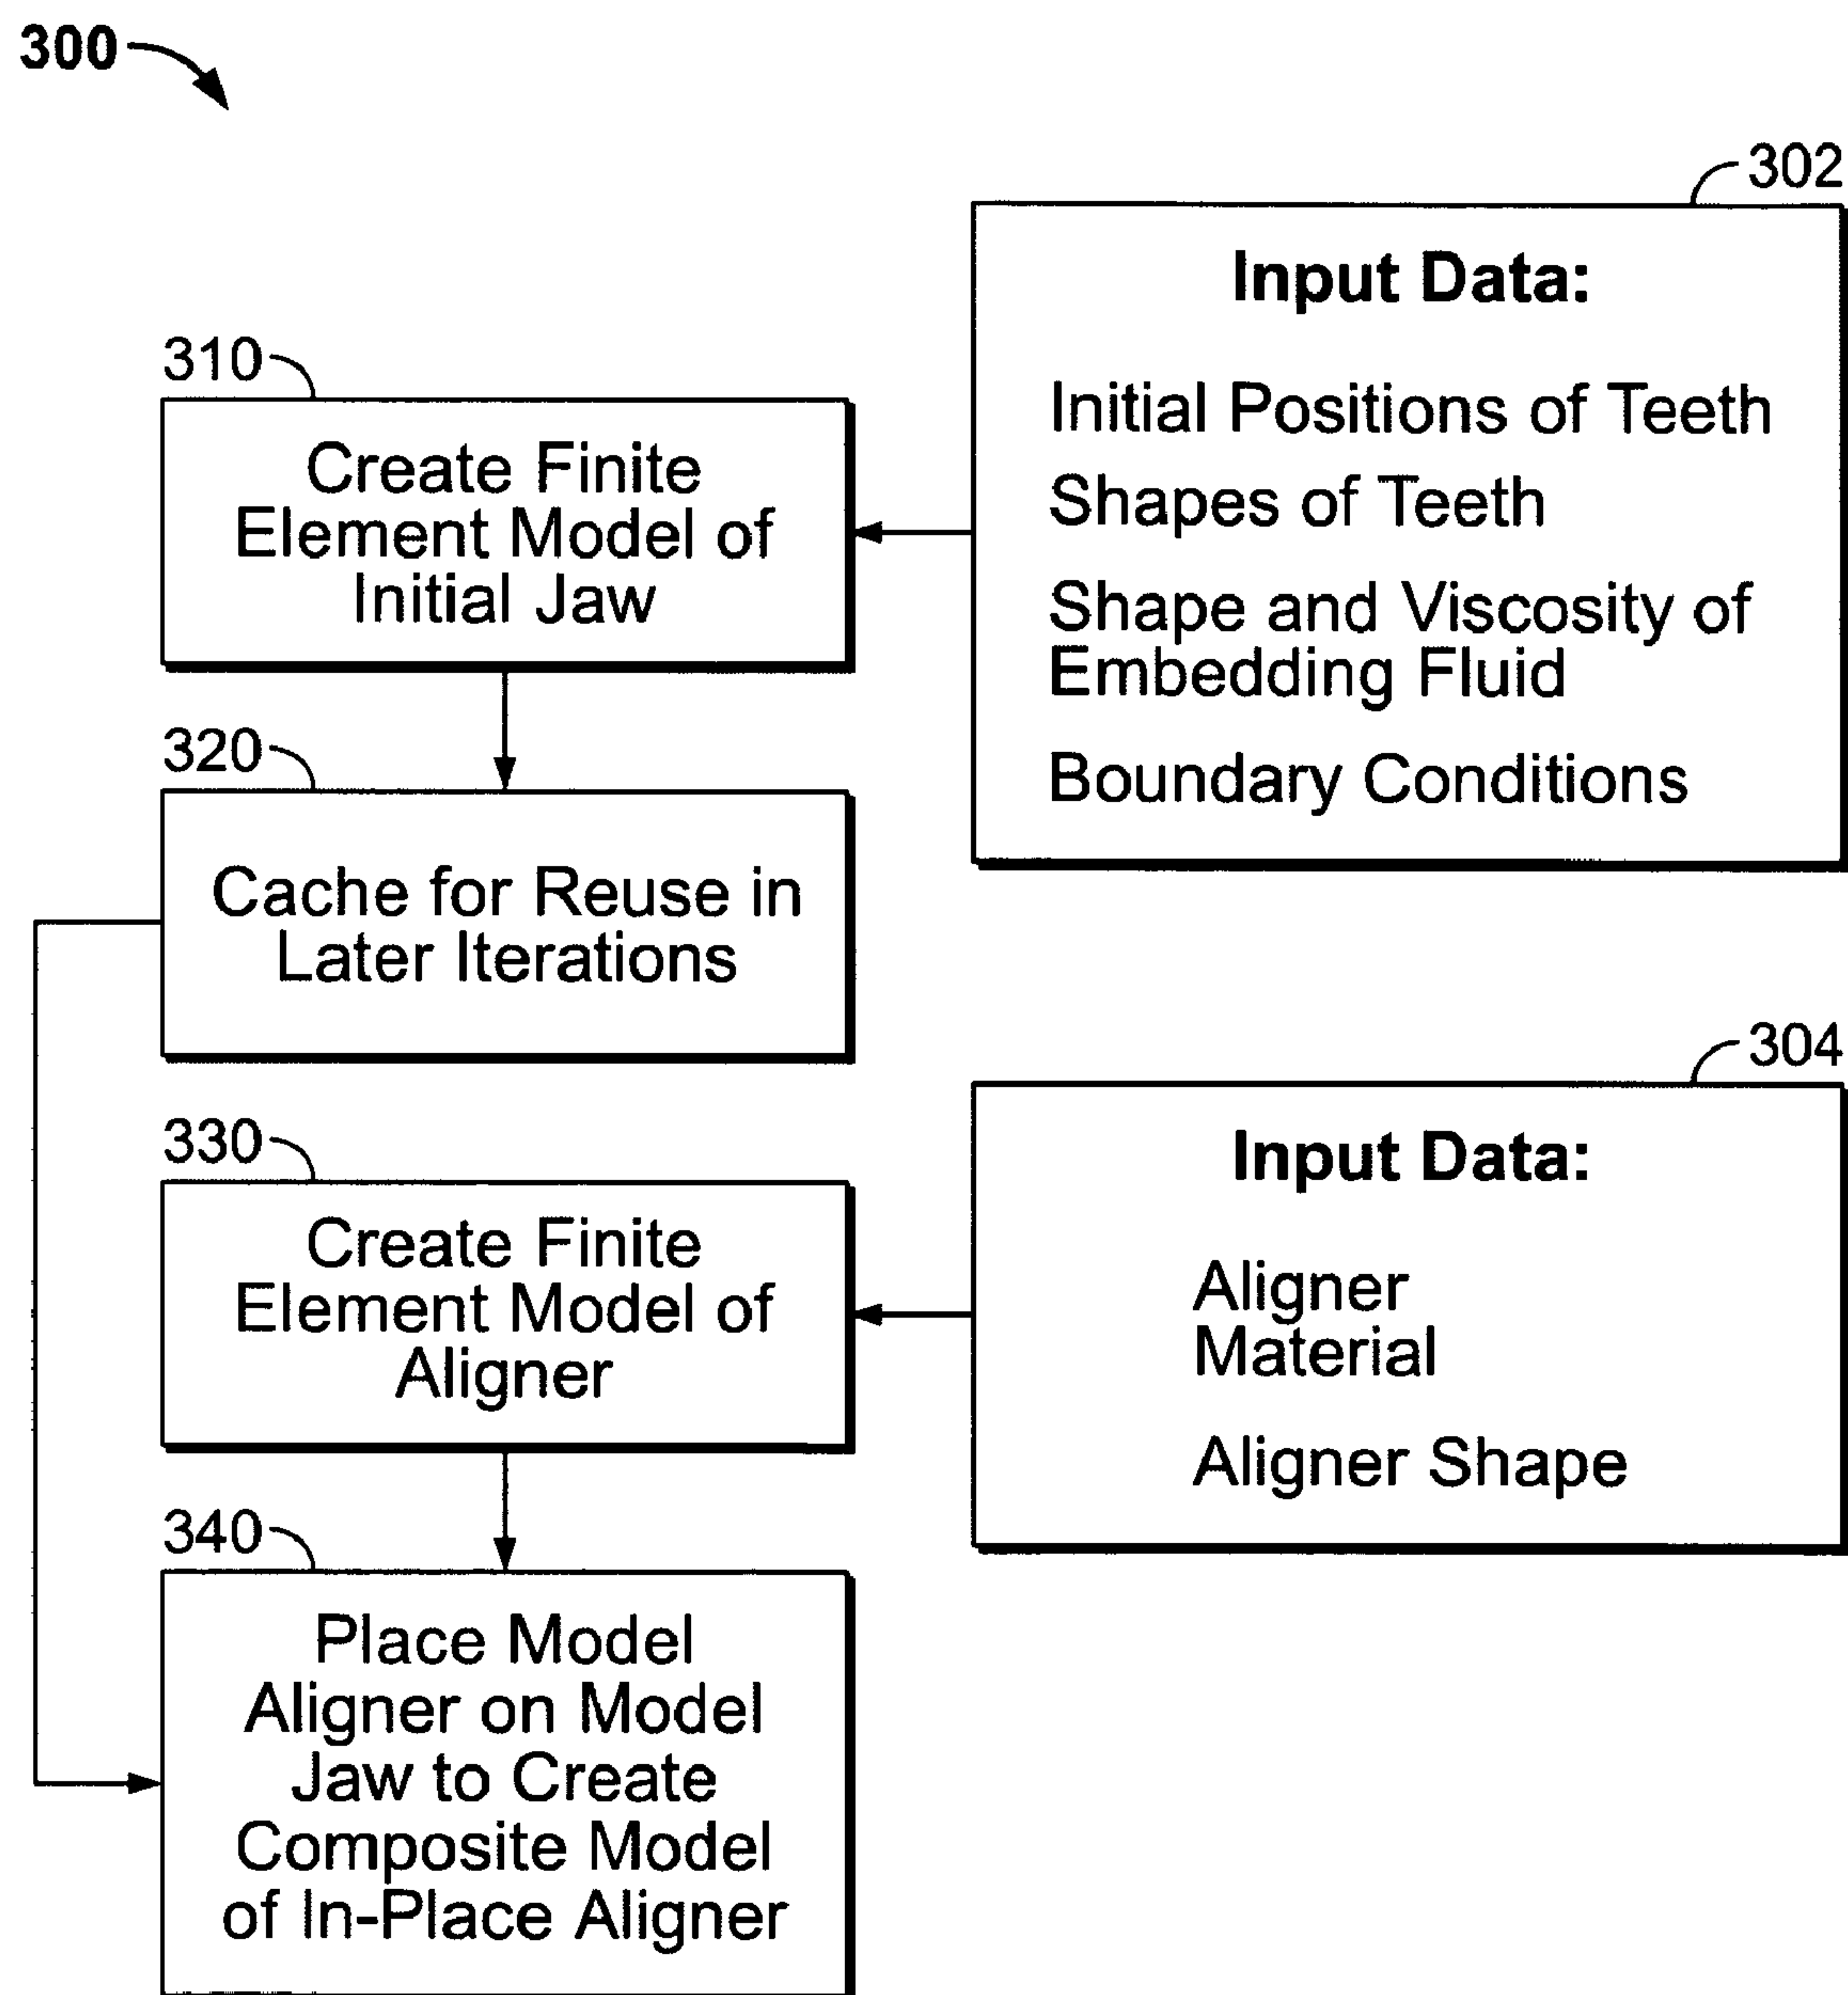 300
302
Input Data:
Initial Positions of Teeth
Shapes of Teeth
Shape and Viscosity of
Embedding Fluid
Boundary Conditions
310
Create Finite
Element Model of
Initial Jaw
320
Cache for Reuse in
Later Iterations
304
Input Data:
Aligner
Material
Aligner Shape
330
Create Finite
Element Model of
Aligner
340
Place Model
Aligner on Model
Jaw to Create
Composite Model
of In-Place Aligner